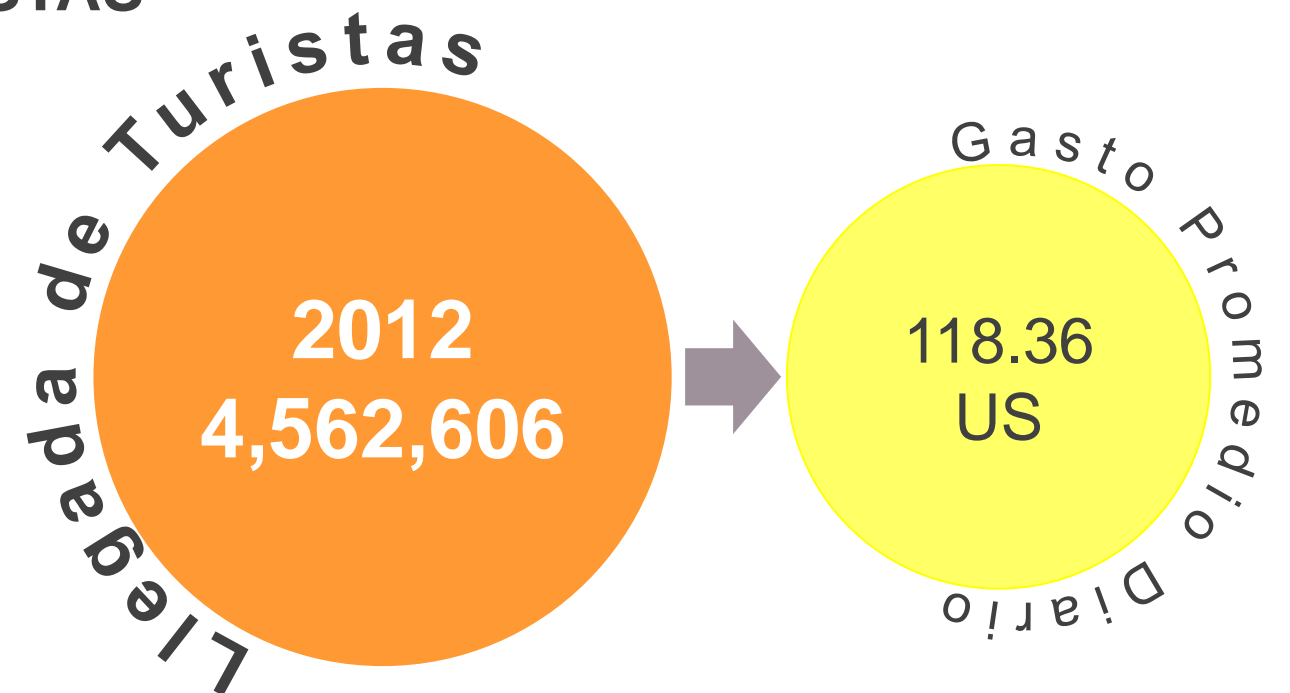 Llegada de Turistas
2012
4,562,606
Gasto Promedio Diario
118.36
US